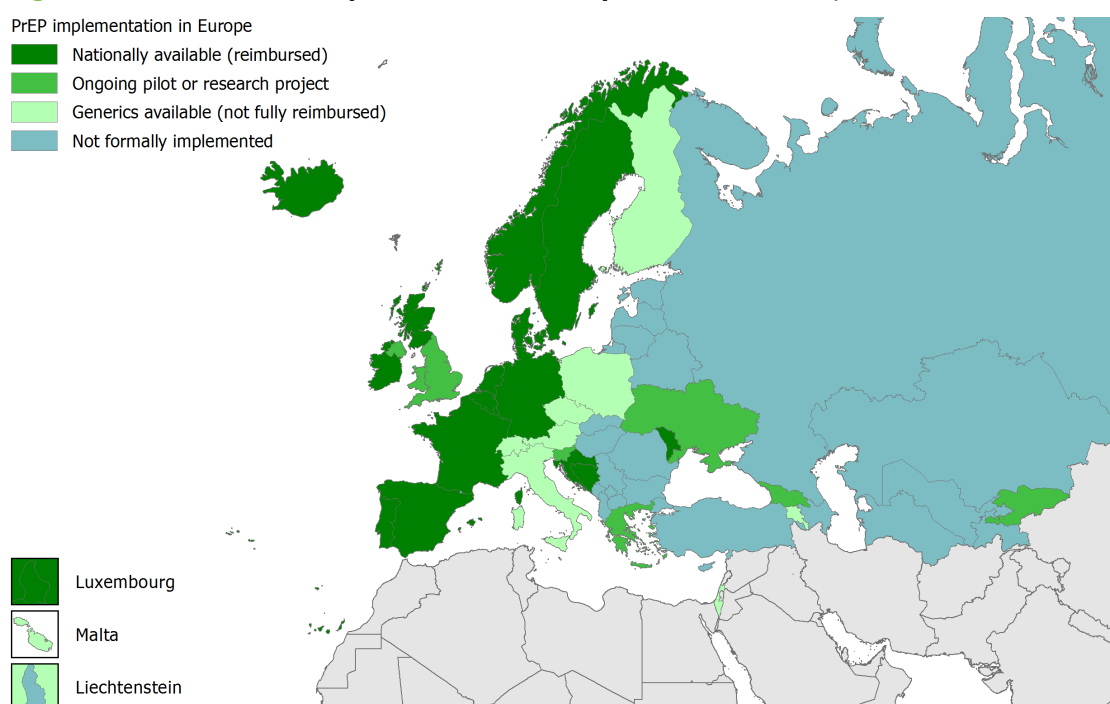 PrEP implementation in Europe
Nationally available (reimbursed)
Ongoing pilot or research project
Generics available (not fully reimbursed)
Not formally implemented
Luxembourg
Malta
Liechtenstein